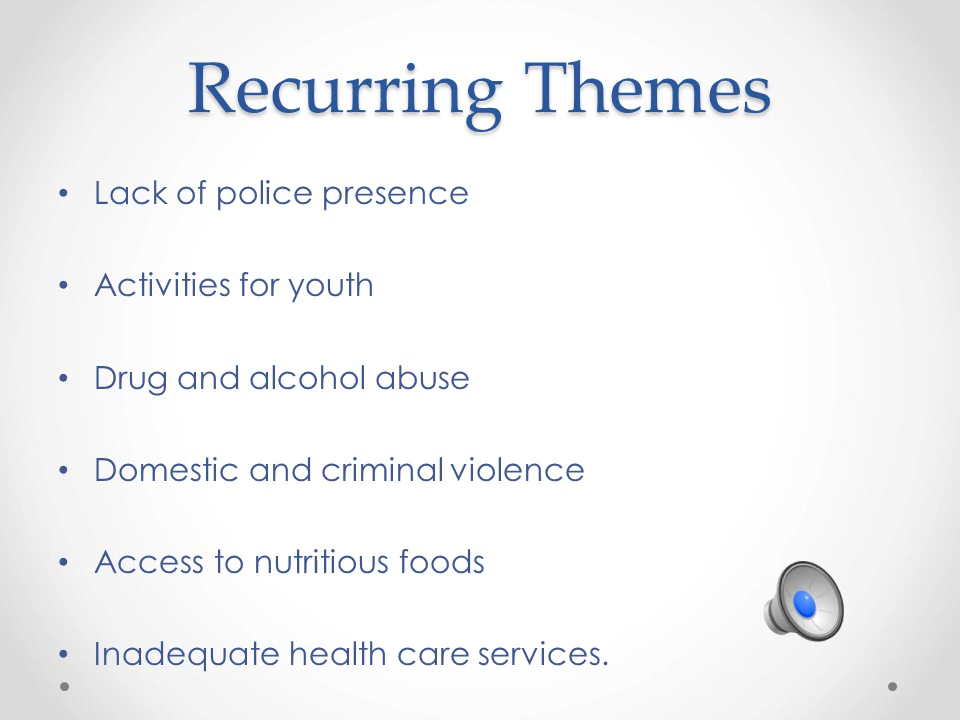 Recurring Themes
• Lack of police presence
• Activities for youth
• Drug and alcohol abuse
• Domestic and criminal violence
• Access to nutritious foods
• Inadequate health care services.